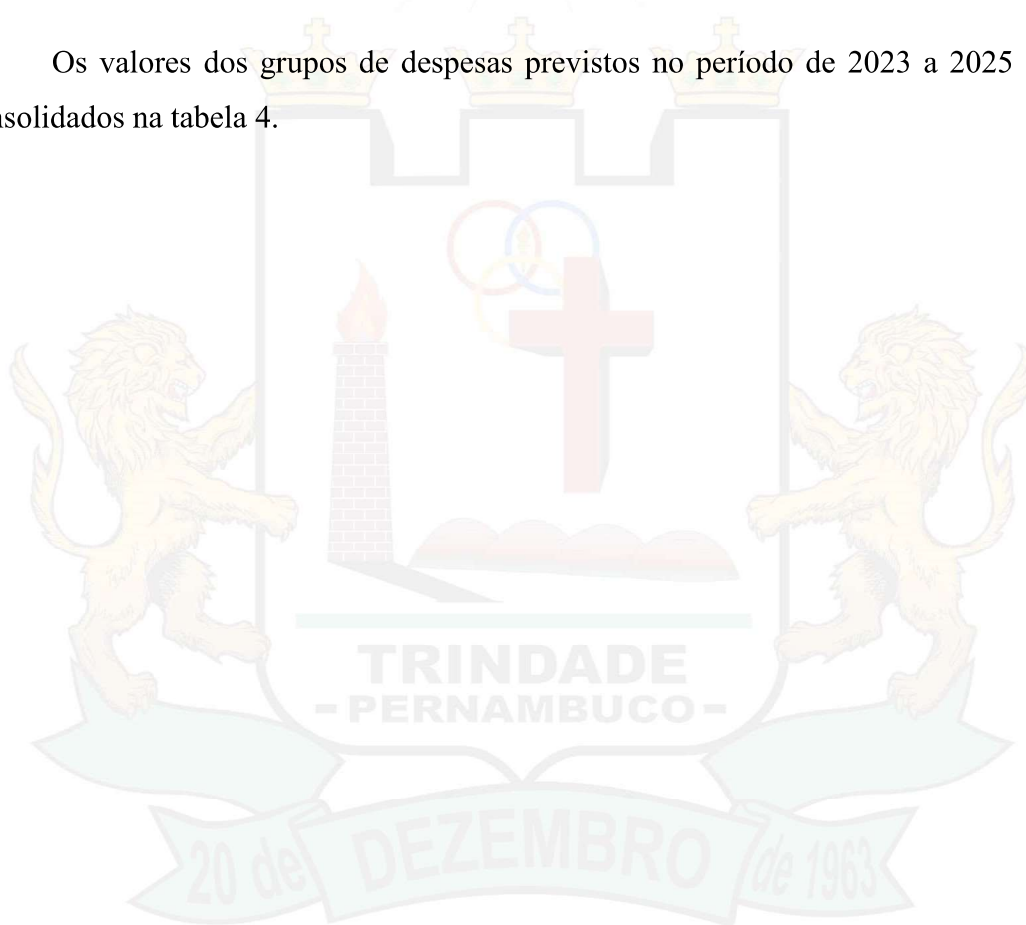 Os valores dos grupos de despesas previstos no período de 2023 a 2025
nsolidados na tabela 4.
TRINDADE
- PERNAMBUCO -
20 de DEZEMBRO de 1963